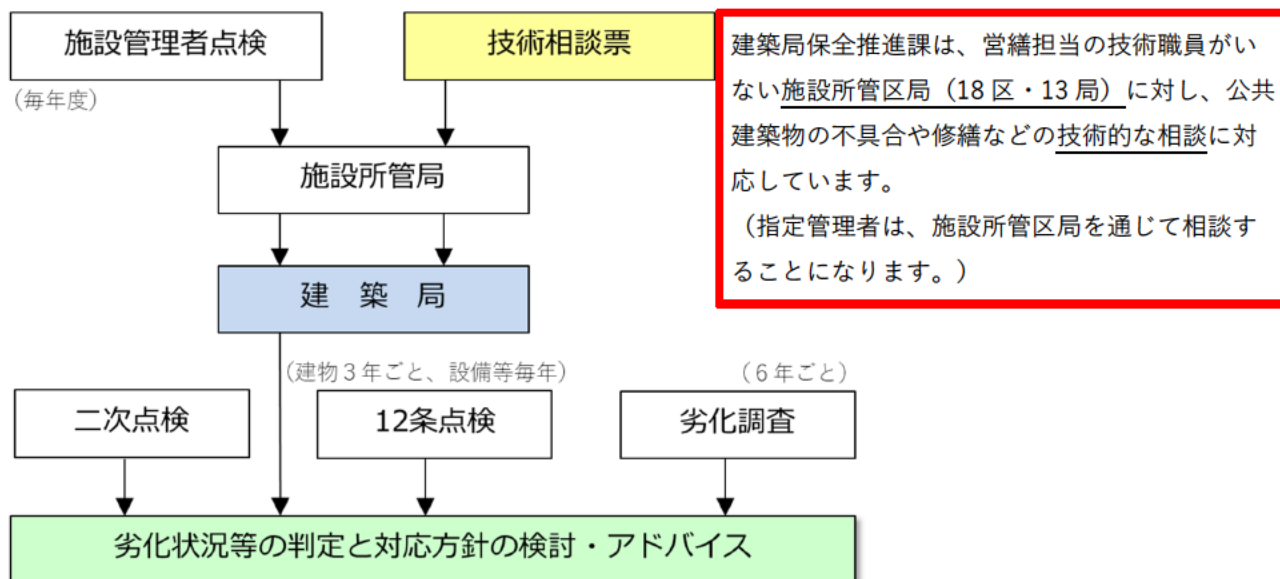 施設管理者点検
技術相談票
(毎年度)
施設所管局
建 築 局
建築局保全推進課は、営繕担当の技術職員がい
ない施設所管区局（18 区・13 局）に対し、公共
建築物の不具合や修繕などの技術的な相談に対
応しています。
（指定管理者は、施設所管区局を通じて相談す
ることになります。）
(建物３年ごと、設備等毎年)
(６年ごと)
二次点検
12条点検
劣化調査
劣化状況等の判定と対応方針の検討・アドバイス